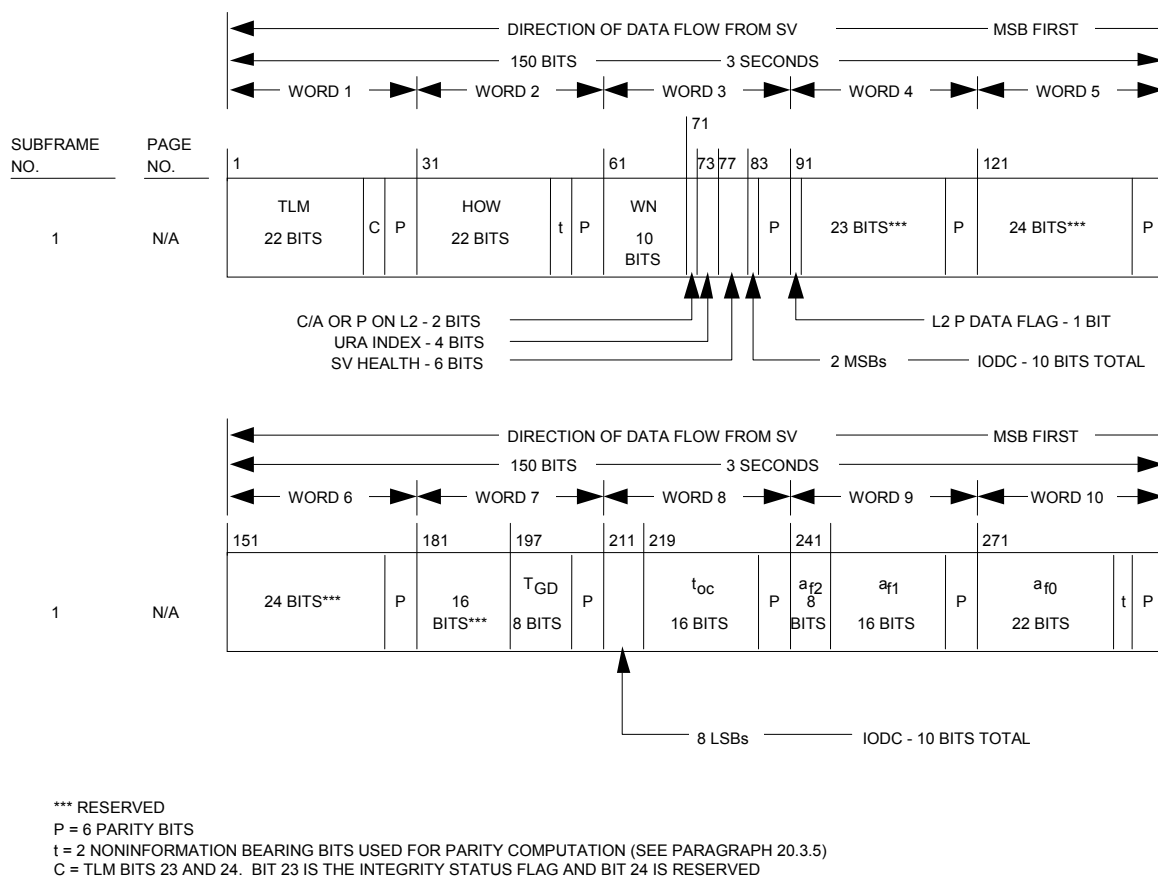 DIRECTION OF DATA FLOW FROM SV MSB FIRST
150 BITS 3 SECONDS
WORD 1 WORD 2 WORD 3 WORD 4 WORD 5
71
SUBFRAME NO. PAGE NO. 1 31 61 73 77 83 91 121
1 N/A TLM 22 BITS C P HOW 22 BITS t P WN 10 BITS P 23 BITS*** P 24 BITS*** P
C/A OR P ON L2 - 2 BITS L2 P DATA FLAG - 1 BIT
URA INDEX - 4 BITS
SV HEALTH - 6 BITS 2 MSBs IODC - 10 BITS TOTAL
DIRECTION OF DATA FLOW FROM SV MSB FIRST
150 BITS 3 SECONDS
WORD 6 WORD 7 WORD 8 WORD 9 WORD 10
151 181 197 211 219 241 271
1 N/A 24 BITS*** P 16 BITS*** TGD 8 BITS P toc 16 BITS P af2 8 BITS af1 16 BITS P af0 22 BITS t P
8 LSBs IODC - 10 BITS TOTAL
*** RESERVED
P = 6 PARITY BITS
t = 2 NONINFORMATION BEARING BITS USED FOR PARITY COMPUTATION (SEE PARAGRAPH 20.3.5)
C = TLM BITS 23 AND 24. BIT 23 IS THE INTEGRITY STATUS FLAG AND BIT 24 IS RESERVED